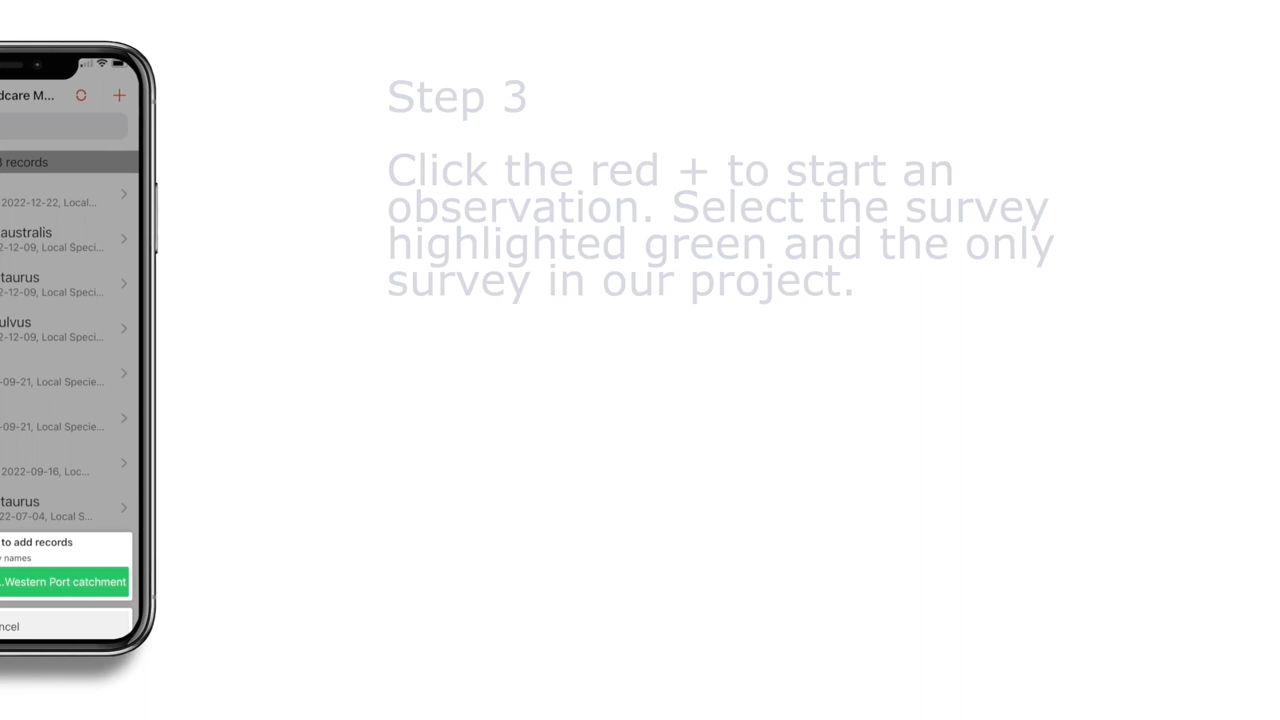 dcare M...
records
2022-12-22, Local...
australis
2-12-09, Local Speci...
taurus
2-12-09, Local Speci...
ulvus
2-12-09, Local Speci...
-09-21, Local Specie...
-09-21, Local Specie...
2022-09-16, Loc...
taurus
22-07-04, Local S...
to add records
names
...Western Port catchment
ncel
Step 3
Click the red + to start an
observation. Select the survey
highlighted green and the only
survey in our project.